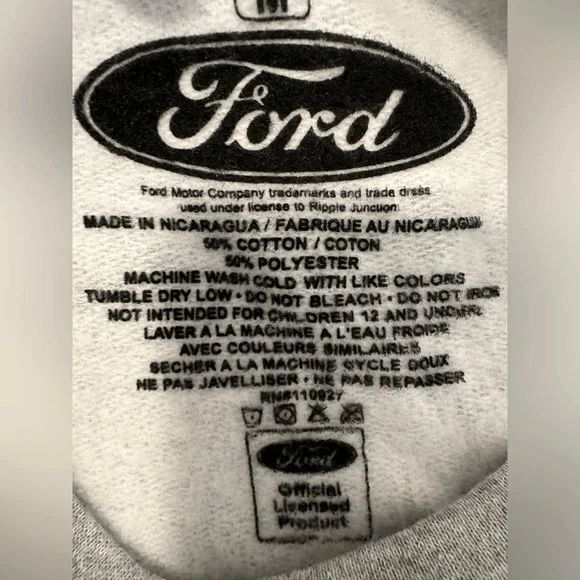 M
Ford
Ford Motor Company trademarks and trade dress
used under license to Ripple Junction
MADE IN NICARAGUA / FABRIQUE AU NICARAGUA
50% COTTON / COTON
50% POLYESTER
MACHINE WASH COLD WITH LIKE COLORS
TUMBLE DRY LOW • DO NOT BLEACH • DO NOT IRON
NOT INTENDED FOR CHILDREN 12 AND UNDER
LAVER A LA MACHINE A L'EAU FROIDE
AVEC COULEURS SIMILAIRES
SECHER A LA MACHINE CYCLE DOUX
NE PAS JAVELLISER • NE PAS REPASSER
RN#110927
Ford
Official
Licensed
Product